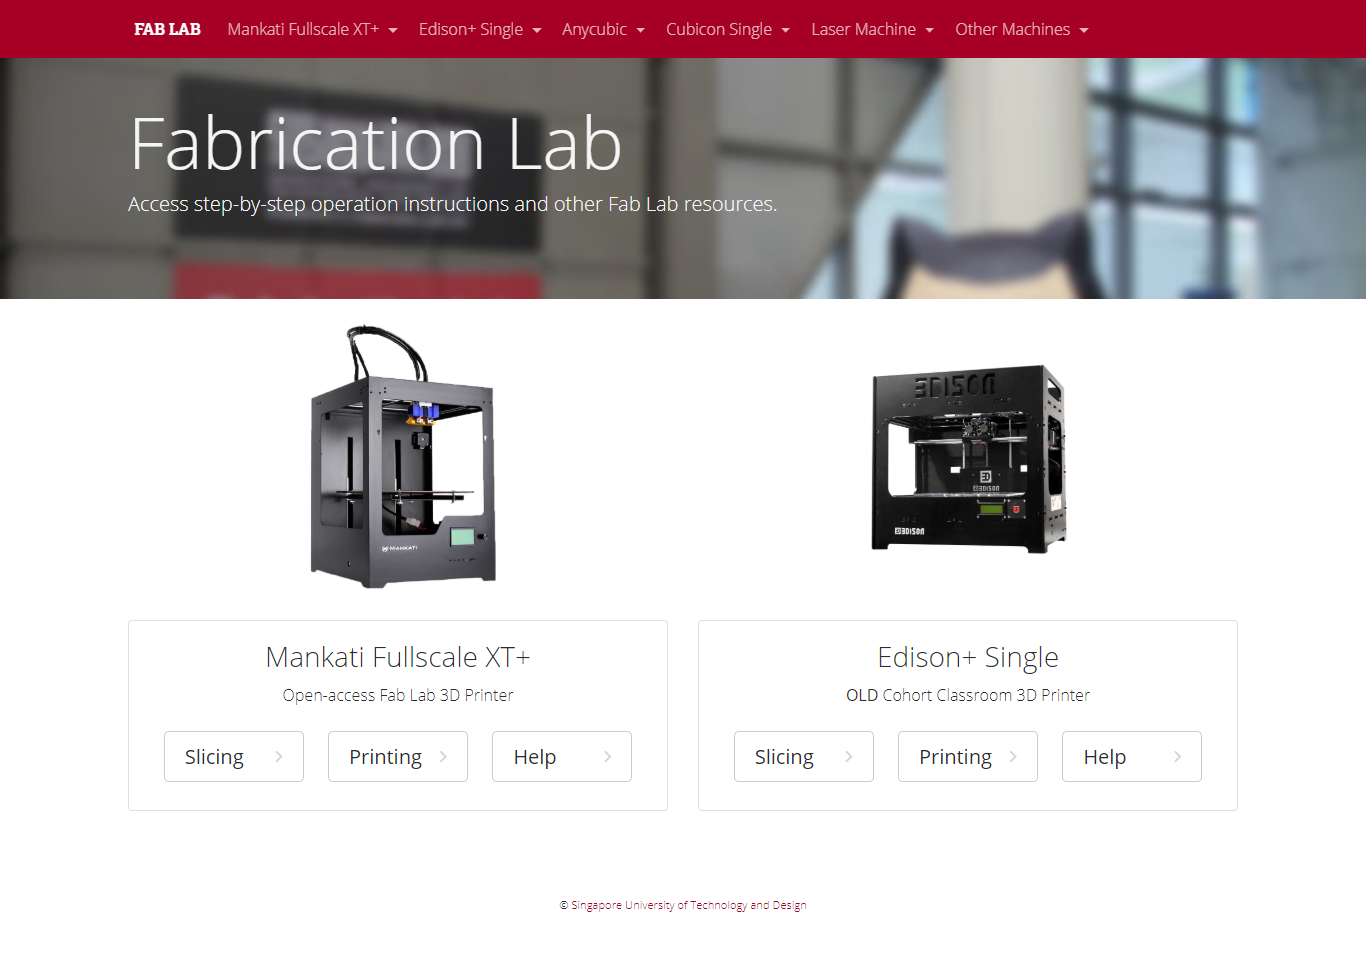 FAB LAB Mankati Fullscale XT+ Edison+ Single Anycubic Cubicon Single Laser Machine Other Machines
Fabrication Lab
Access step-by-step operation instructions and other Fab Lab resources.
MANKATI
EDISON
EDISON
EDISON
Mankati Fullscale XT+
Open-access Fab Lab 3D Printer
Slicing Printing Help
Edison+ Single
OLD Cohort Classroom 3D Printer
Slicing Printing Help
© Singapore University of Technology and Design